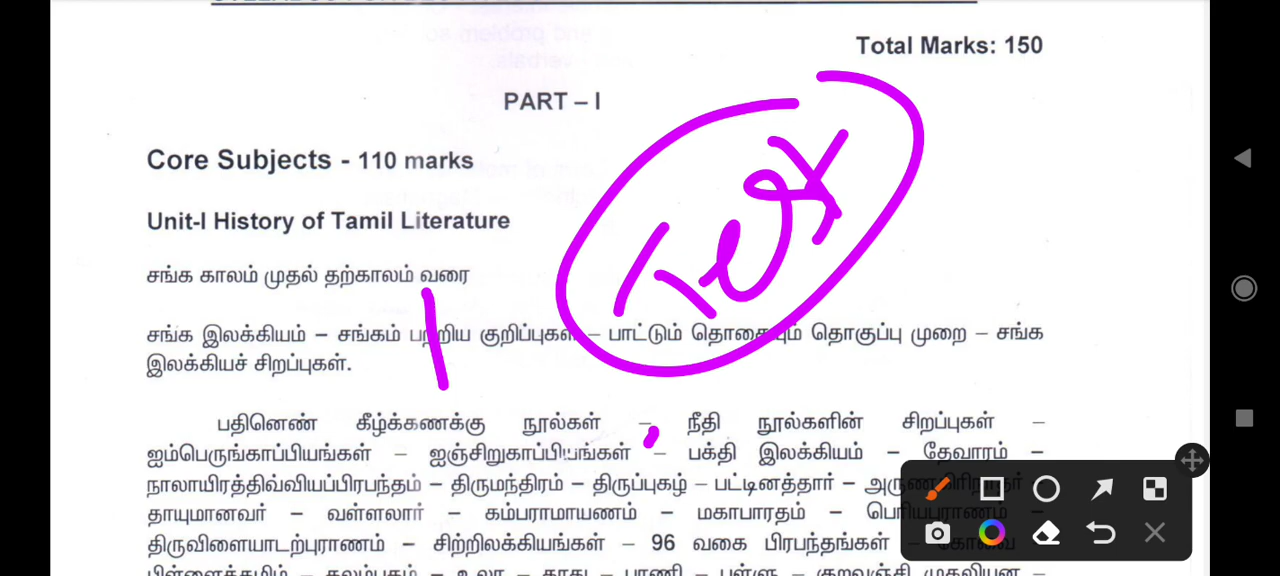 Total Marks: 150
PART – I
Core Subjects - 110 marks
Unit-I History of Tamil Literature
Text
சங்க காலம் முதல் தற்காலம் வரை
சங்க இலக்கியம் – சங்கம் பற்றிய குறிப்புகள் – பாட்டும் தொகையும் தொகுப்பு முறை – சங்க
இலக்கியச் சிறப்புகள்.
பதினெண் கீழ்க்கணக்கு நூல்கள் – நீதி நூல்களின் சிறப்புகள் –
ஐம்பெருங்காப்பியங்கள் – ஐஞ்சிறுகாப்பியங்கள் – பக்தி இலக்கியம் – தேவாரம் –
நாலாயிரத்திவ்வியப்பிரபந்தம் – திருமந்திரம் – திருப்புகழ் – பட்டினத்தார் –
தாயுமானவர் – வள்ளலார் – கம்பராமாயணம் – மகாபாரதம் – பெரியபுராணம் –
திருவிளையாடற்புராணம் – சிற்றிலக்கியங்கள் – 96 வகை பிரபந்தங்கள் – கோவை